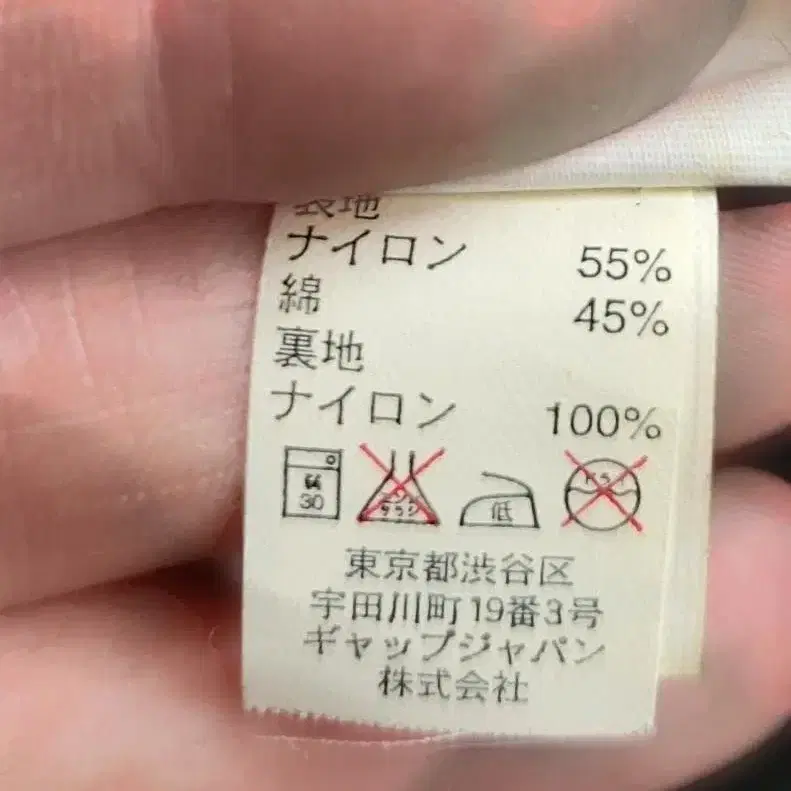 表地
ナイロン 55%
綿 45%
裏地
ナイロン 100%
30
低
東京都渋谷区
宇田川町19番3号
ギャップジャパン
株式会社